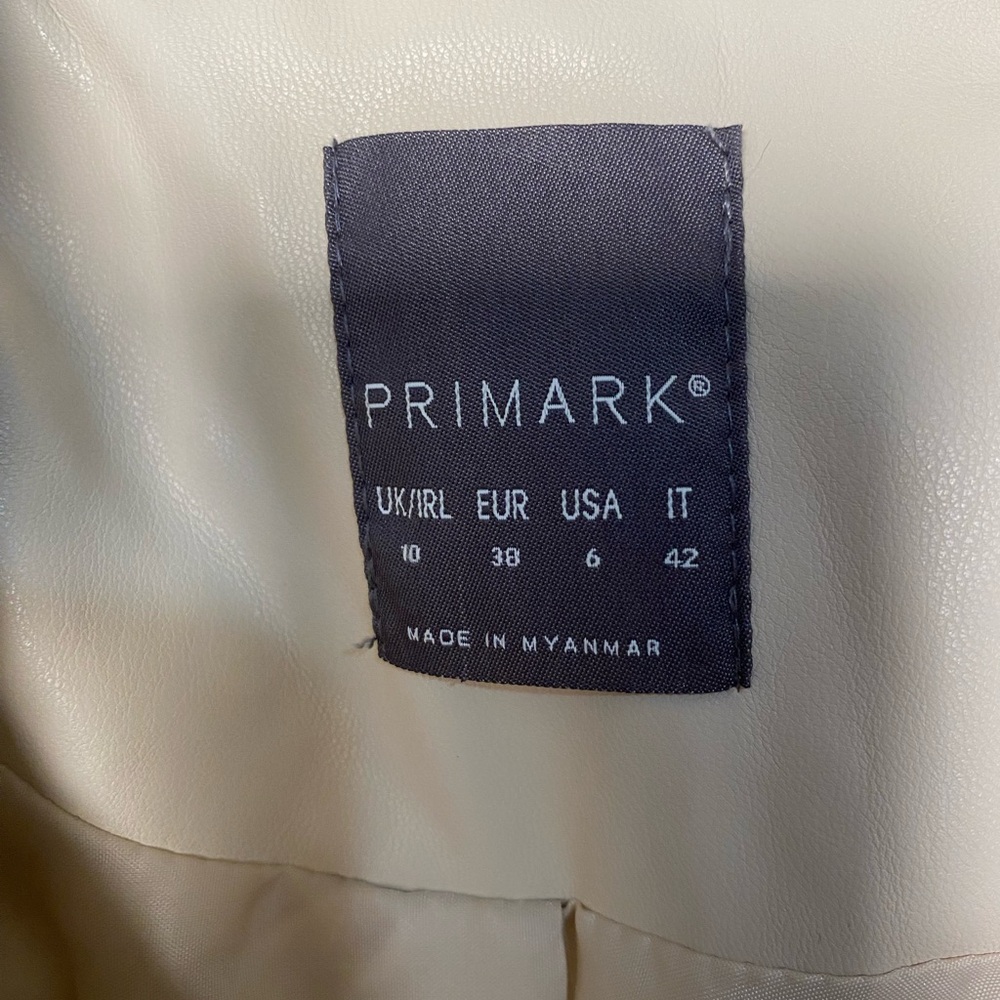 PRIMARK®
UK/IRL EUR USA IT
10 38 6 42
MADE IN MYANMAR